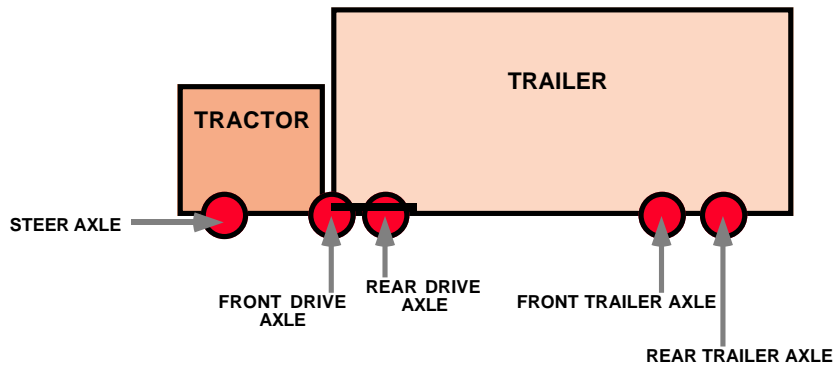 TRAILER
TRACTOR
STEER AXLE
FRONT DRIVE
AXLE
REAR DRIVE
AXLE
FRONT TRAILER AXLE
REAR TRAILER AXLE